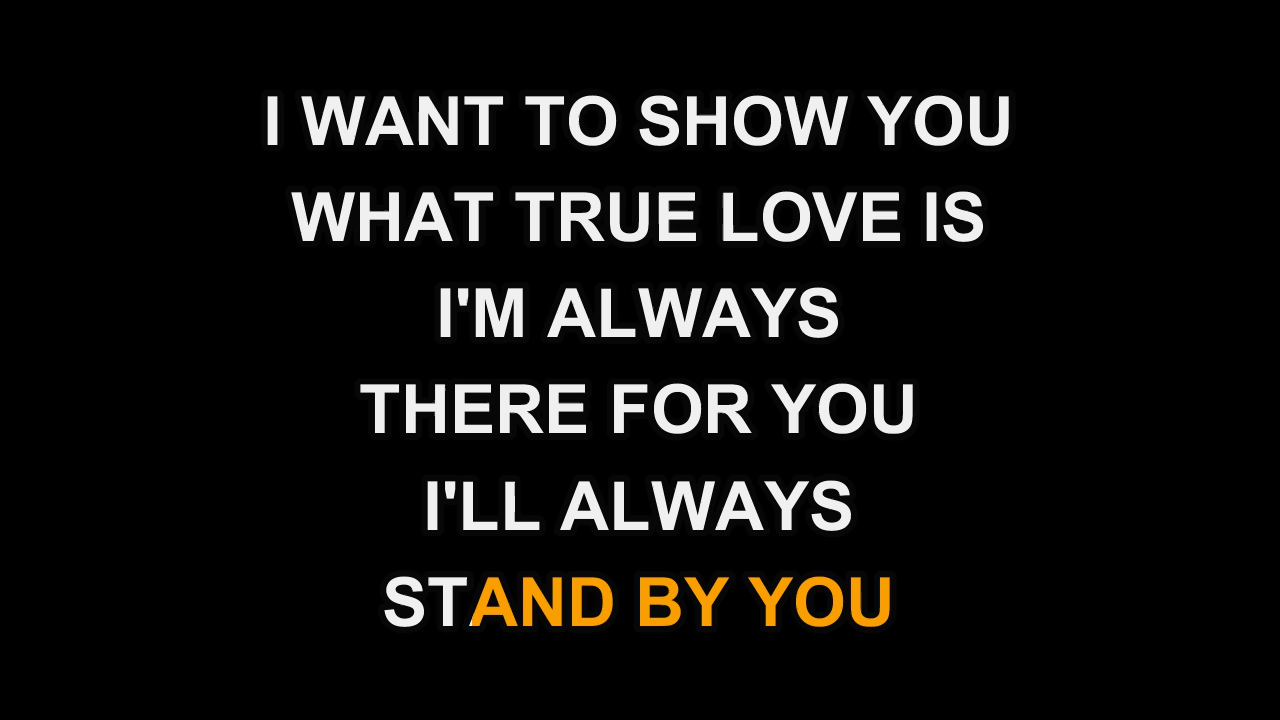 I WANT TO SHOW YOU
WHAT TRUE LOVE IS
I'M ALWAYS
THERE FOR YOU
I'LL ALWAYS
STAND BY YOU